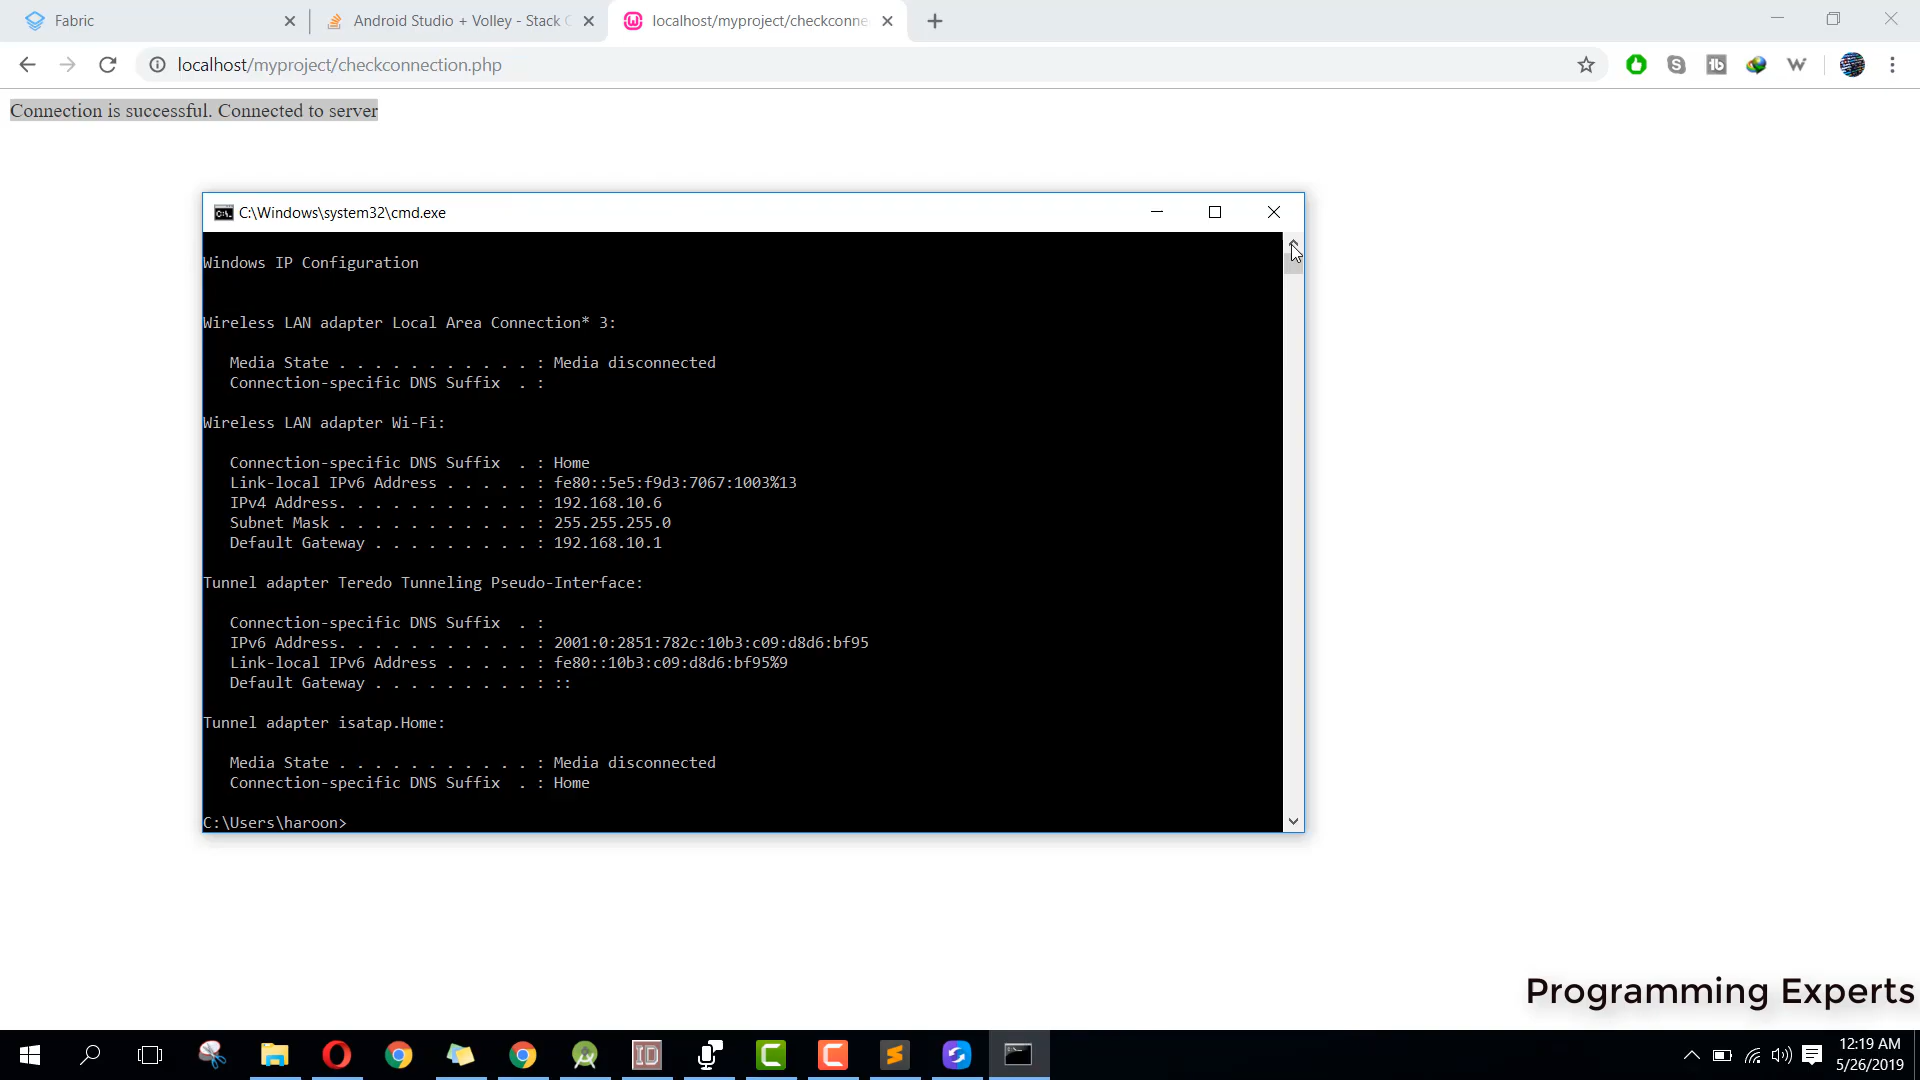 Fabric
Android Studio + Volley - Stack
localhost/myproject/checkconne
localhost/myproject/checkconnection.php
Connection is successful. Connected to server
C:\Windows\system32\cmd.exe
Windows IP Configuration
Wireless LAN adapter Local Area Connection* 3:
Media State . . . . . . . . . . . : Media disconnected
Connection-specific DNS Suffix  . :
Wireless LAN adapter Wi-Fi:
Connection-specific DNS Suffix  . : Home
Link-local IPv6 Address . . . . . : fe80::5e5:f9d3:7067:1003%13
IPv4 Address. . . . . . . . . . . : 192.168.10.6
Subnet Mask . . . . . . . . . . . : 255.255.255.0
Default Gateway . . . . . . . . . : 192.168.10.1
Tunnel adapter Teredo Tunneling Pseudo-Interface:
Connection-specific DNS Suffix  . :
IPv6 Address. . . . . . . . . . . : 2001:0:2851:782c:10b3:c09:d8d6:bf95
Link-local IPv6 Address . . . . . : fe80::10b3:c09:d8d6:bf95%9
Default Gateway . . . . . . . . . : ::
Tunnel adapter isatap.Home:
Media State . . . . . . . . . . . : Media disconnected
Connection-specific DNS Suffix  . : Home
C:\Users\haroon>
Programming Experts
12:19 AM
5/26/2019